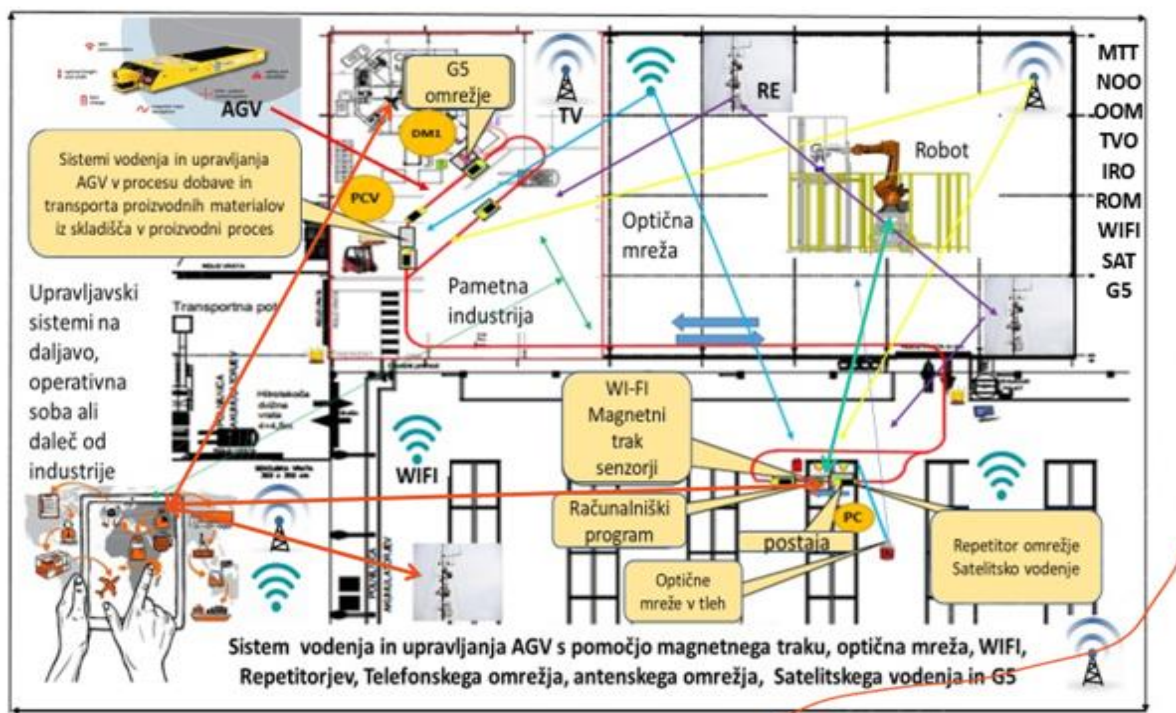 AGV
G5
omrežje
TV
RE
DM1
PCV
Robot
MTT
NOO
OOM
TVO
IRO
ROM
WIFI
SAT
G5
Sistemi vodenja in upravljanja
AGV v procesu dobave in
transporta proizvodnih materialov
iz skladišča v proizvodni proces
Optična
mreža
Pametna
industrija
Upravljavski
sistemi na
daljavo,
operativna
soba ali
daleč od
industrije
Transportna pot
WI-FI
Magnetni
trak
senzorji
WIFI
Računalniški
program
PC
postaja
Repetitor omrežje
Satelitsko vodenje
Optične
mreže v tleh
Sistem vodenja in upravljanja AGV s pomočjo magnetnega traku, optična mreža, WIFI,
Repetitorjev, Telefonskega omrežja, antenskega omrežja, Satelitskega vodenja in G5